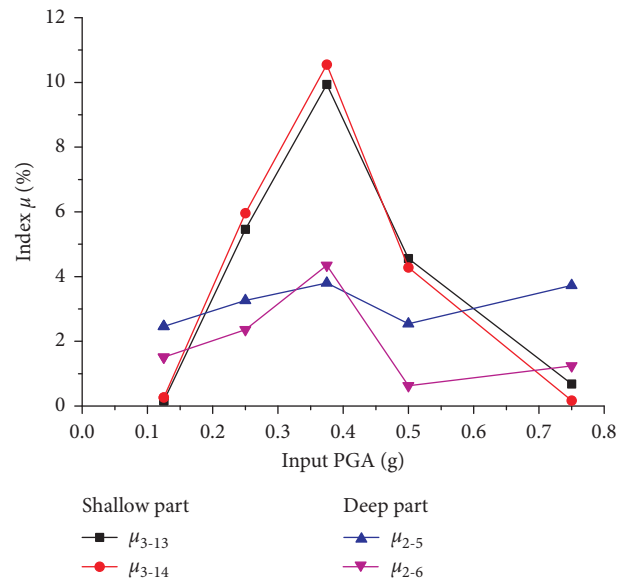 12
10
8
6
4
2
0
Index μ (%)
0.0 0.1 0.2 0.3 0.4 0.5 0.6 0.7 0.8
Input PGA (g)
Shallow part Deep part
μ3-13 μ2-5
μ3-14 μ2-6